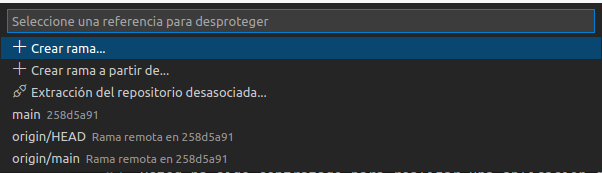 Seleccione una referencia para desproteger
+ Crear rama...
+ Crear rama a partir de...
Extracción del repositorio desasociada...
main 258d5a91
origin/HEAD Rama remota en 258d5a91
origin/main Rama remota en 258d5a91